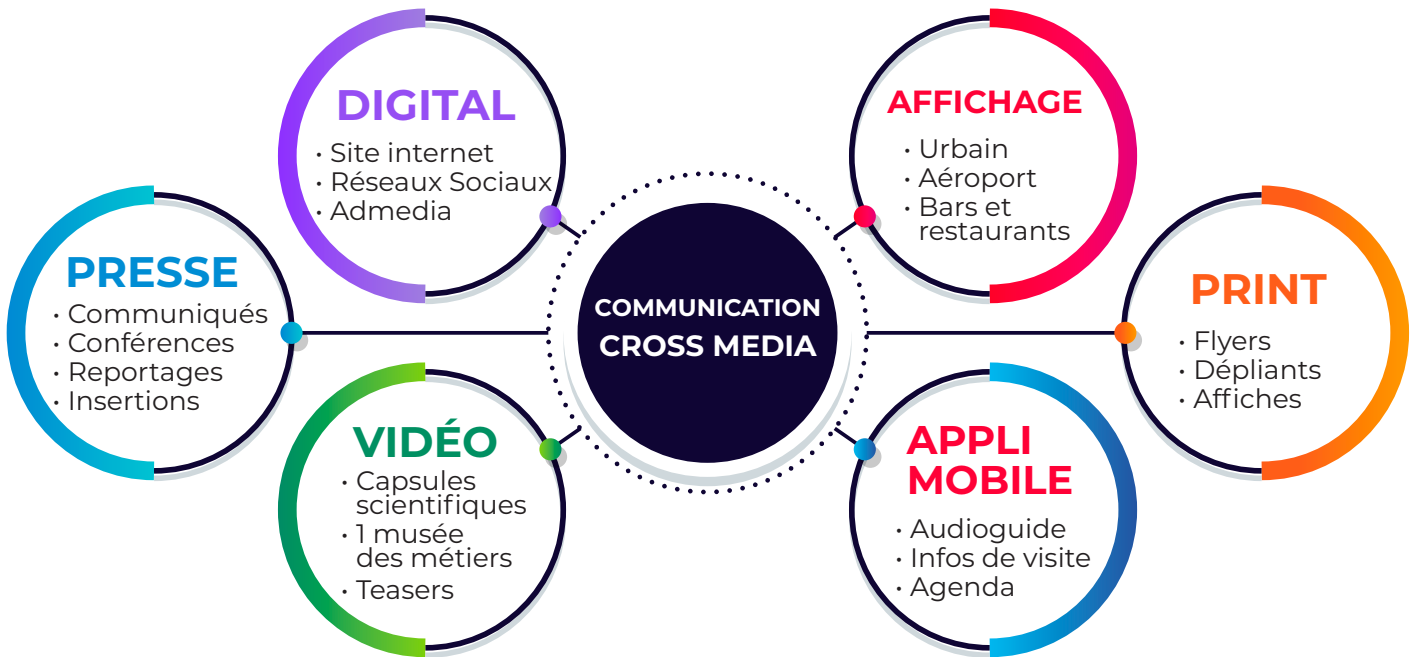 DIGITAL
· Site internet
· Réseaux Sociaux
· Admedia
AFFICHAGE
· Urbain
· Aéroport
· Bars et
restaurants
PRESSE
· Communiqués
· Conférences
· Reportages
· Insertions
COMMUNICATION
CROSS MEDIA
PRINT
· Flyers
· Dépliants
· Affiches
VIDÉO
· Capsules
scientifiques
· 1 musée
des métiers
· Teasers
APPLI
MOBILE
· Audioguide
· Infos de visite
· Agenda